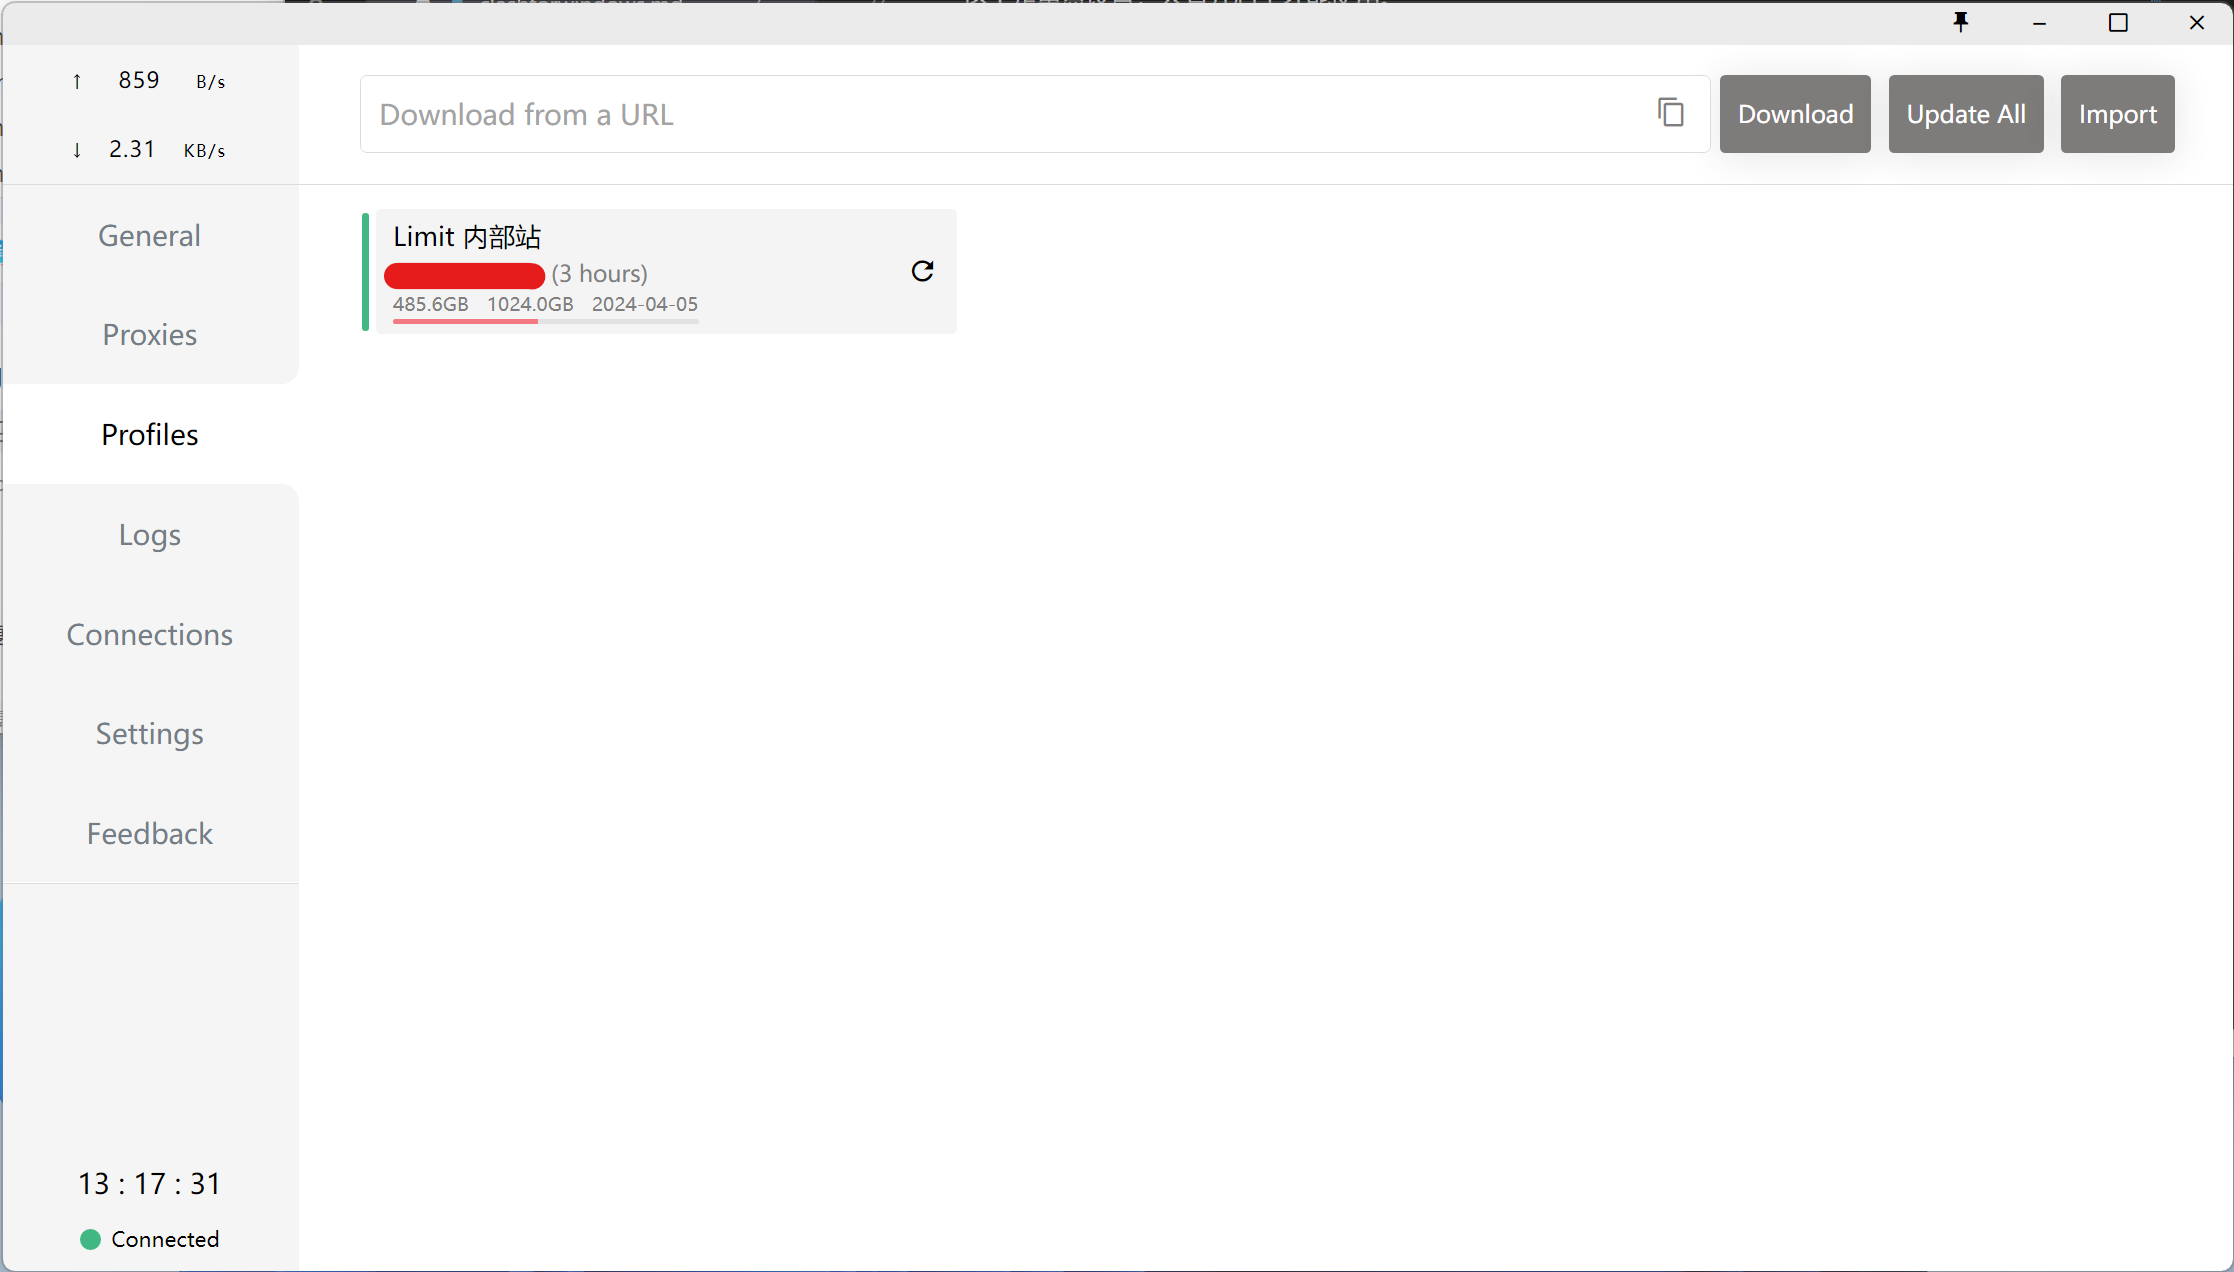 ↑ 859 B/s
↓ 2.31 KB/s
General
Proxies
Profiles
Logs
Connections
Settings
Feedback
13 : 17 : 31
Connected
Download from a URL
Download
Update All
Import
Limit 内部站
(3 hours)
485.6GB 1024.0GB 2024-04-05